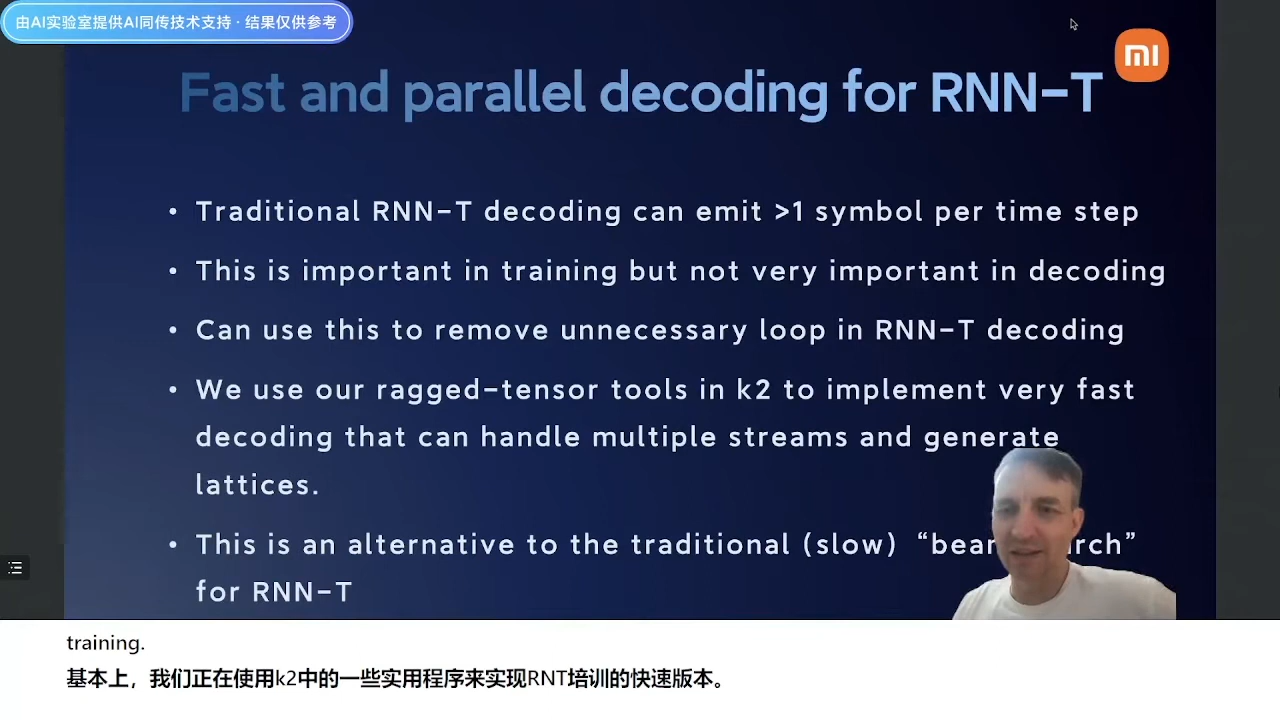 由AI实验室提供AI同传技术支持 · 结果仅供参考
Fast and parallel decoding for RNN-T
• Traditional RNN-T decoding can emit >1 symbol per time step
• This is important in training but not very important in decoding
• Can use this to remove unnecessary loop in RNN-T decoding
• We use our ragged-tensor tools in k2 to implement very fast
decoding that can handle multiple streams and generate
lattices.
• This is an alternative to the traditional (slow)
for RNN-T
training.
基本上，我们正在使用k2中的一些实用程序来实现RNT培训的快速版本。